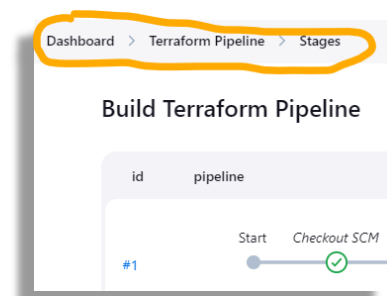 Dashboard > Terraform Pipeline > Stages
Build Terraform Pipeline
id pipeline
Start Checkout SCM
#1